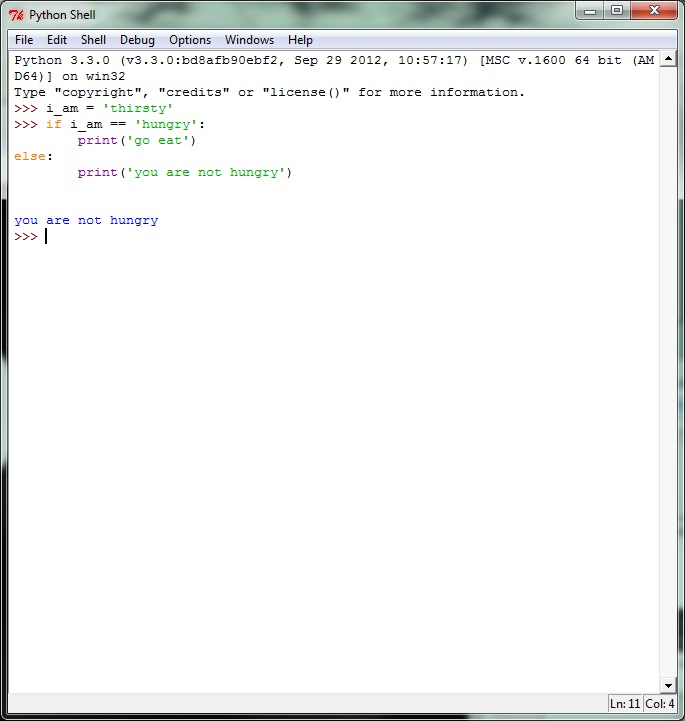 Python Shell
File Edit Shell Debug Options Windows Help
Python 3.3.0 (v3.3.0:bd8afb90ebf2, Sep 29 2012, 10:57:17) [MSC v.1600 64 bit (AM
D64)] on win32
Type "copyright", "credits" or "license()" for more information.
>>> i_am = 'thirsty'
>>> if i_am == 'hungry':
        print('go eat')
else:
        print('you are not hungry')
you are not hungry
>>>
Ln: 11 Col: 4